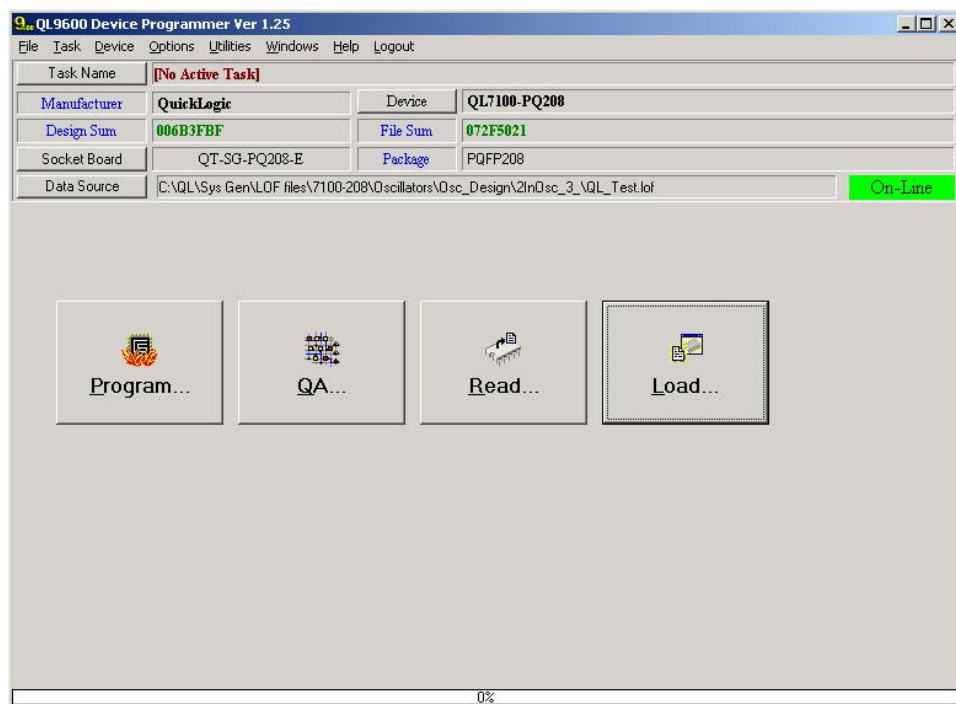 QL9600 Device Programmer Ver 1.25
File Task Device Options Utilities Windows Help Logout
Task Name [No Active Task]
Manufacturer QuickLogic Device QL7100-PQ208
Design Sum 006B3FBF File Sum 072F5021
Socket Board QT-SG-PQ208-E Package PQFP208
Data Source C:\QL\Sys Gen\LOF files\7100-208\Oscillators\Osc_Design\2InOsc_3_\QL_Test.lof On-Line
Program... QA... Read... Load...
0%